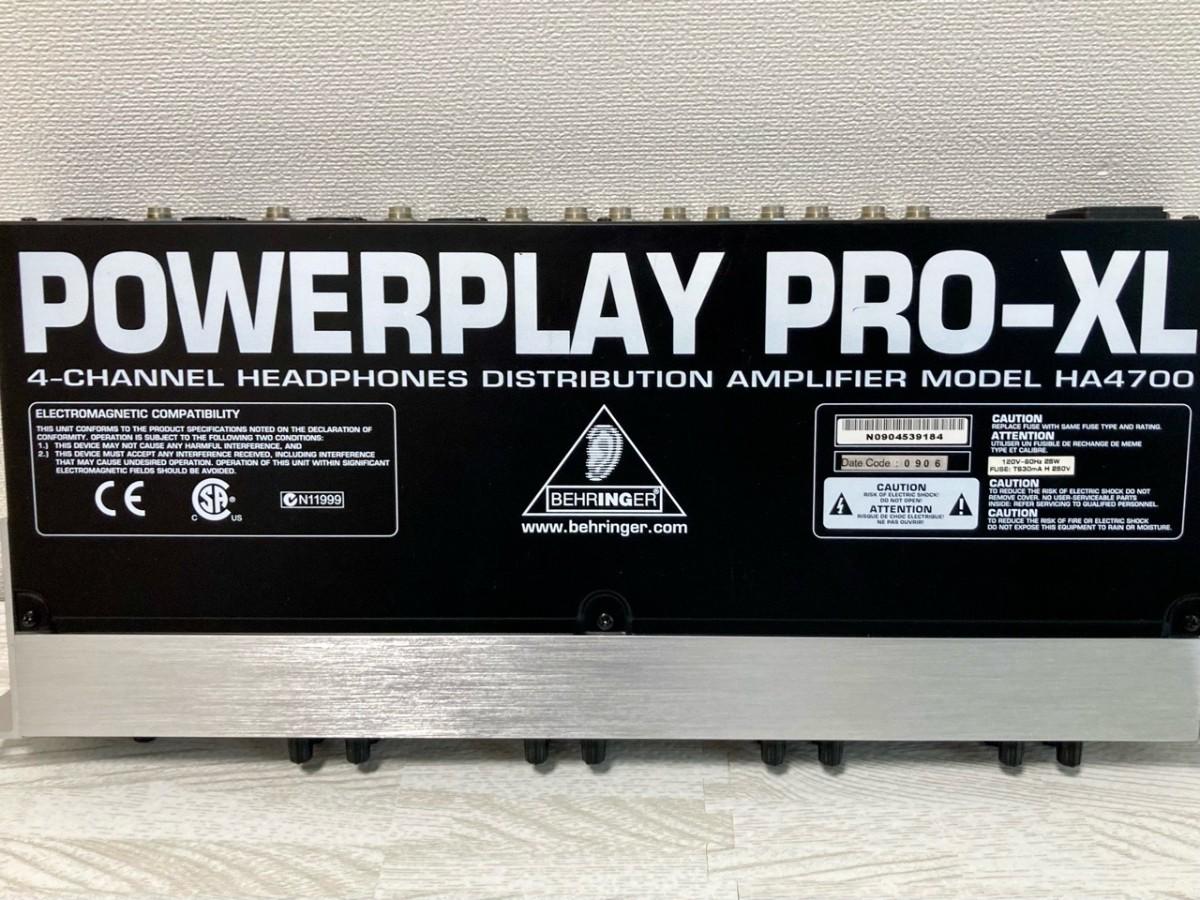 POWERPLAY PRO-XL
4-CHANNEL HEADPHONES DISTRIBUTION AMPLIFIER MODEL HA4700
ELECTROMAGNETIC COMPATIBILITY
THIS UNIT CONFORMS TO THE PRODUCT SPECIFICATIONS NOTED ON THE DECLARATION OF
CONFORMITY. OPERATION IS SUBJECT TO THE FOLLOWING TWO CONDITIONS:
1.) THIS DEVICE MAY NOT CAUSE ANY HARMFUL INTERFERENCE, AND
2.) THIS DEVICE MUST ACCEPT ANY INTERFERENCE RECEIVED, INCLUDING INTERFERENCE
THAT MAY CAUSE UNDESIRED OPERATION. OPERATION OF THIS UNIT WITHIN SIGNIFICANT
ELECTROMAGNETIC FIELDS SHOULD BE AVOIDED.
CE
C SA US
N11999
BEHRINGER
www.behringer.com
N0904539184
Date Code : 0906
CAUTION
RISK OF ELECTRIC SHOCK!
DO NOT OPEN!
ATTENTION
RISQUE DE CHOC ELECTRIQUE!
NE PAS OUVRIR!
CAUTION
REPLACE FUSE WITH SAME FUSE TYPE AND RATING.
ATTENTION
UTILISER UN FUSIBLE DE RECHANGE DE MEME
TYPE ET CALIBRE.
120V~60Hz 25W
FUSE: T630mA H 250V
CAUTION
TO REDUCE THE RISK OF ELECTRIC SHOCK DO NOT
REMOVE COVER. NO USER-SERVICEABLE PARTS
INSIDE: REFER SERVICING TO QUALIFIED PERSONNEL.
CAUTION
TO REDUCE THE RISK OF FIRE OR ELECTRIC SHOCK
DO NOT EXPOSE THIS EQUIPMENT TO RAIN OR MOISTURE.